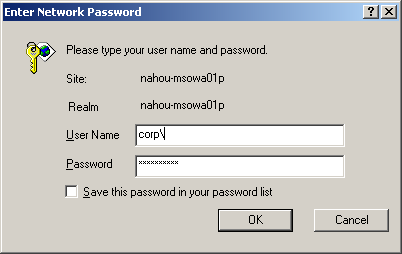 Enter Network Password
Please type your user name and password.
Site: nahou-msowa01p
Realm nahou-msowa01p
User Name corp\
Password **********
Save this password in your password list
OK Cancel